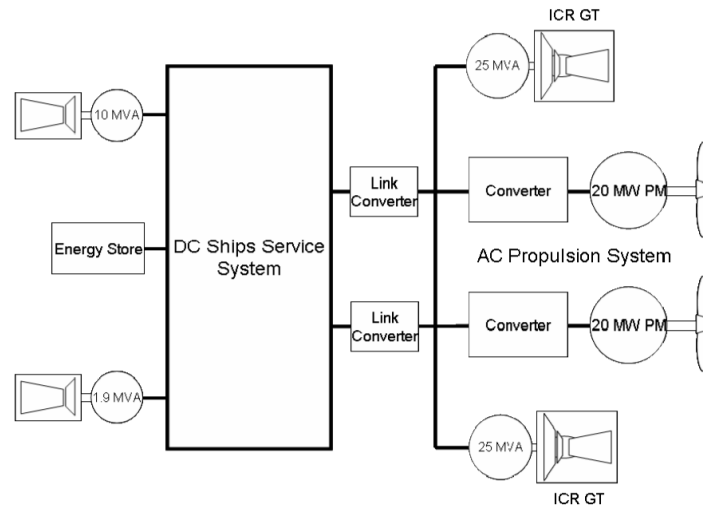 ICR GT
25 MVA
10 MVA
Link
Converter
Converter
20 MW PM
Energy Store
DC Ships Service
System
AC Propulsion System
Link
Converter
Converter
20 MW PM
1.9 MVA
25 MVA
ICR GT